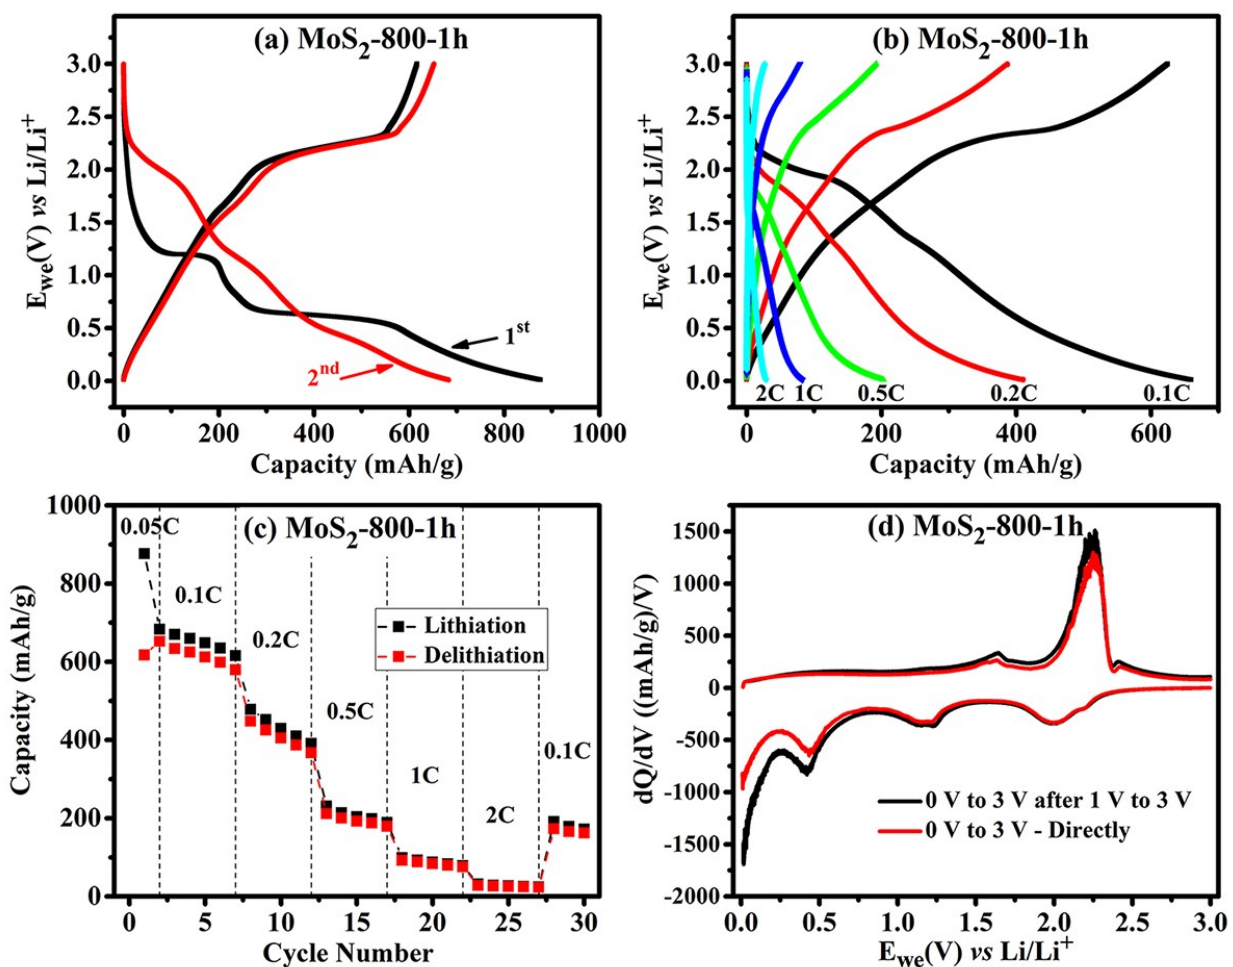 (a) MoS2-800-1h
3.0
2.5
2.0
1.5
1.0
0.5
0.0
Ewe(V) vs Li/Li+
1st
2nd
0 200 400 600 800 1000
Capacity (mAh/g)
(b) MoS2-800-1h
3.0
2.5
2.0
1.5
1.0
0.5
0.0
Ewe(V) vs Li/Li+
2C 1C 0.5C 0.2C 0.1C
0 200 400 600
Capacity (mAh/g)
(c) MoS2-800-1h
1000
800
600
400
200
0
Capacity (mAh/g)
0.05C
0.1C
0.2C
0.5C
1C
2C
0.1C
Lithiation
Delithiation
0 5 10 15 20 25 30
Cycle Number
(d) MoS2-800-1h
1500
1000
500
0
-500
-1000
-1500
-2000
dQ/dV ((mAh/g)/V)
0 V to 3 V after 1 V to 3 V
0 V to 3 V - Directly
0.0 0.5 1.0 1.5 2.0 2.5 3.0
Ewe(V) vs Li/Li+